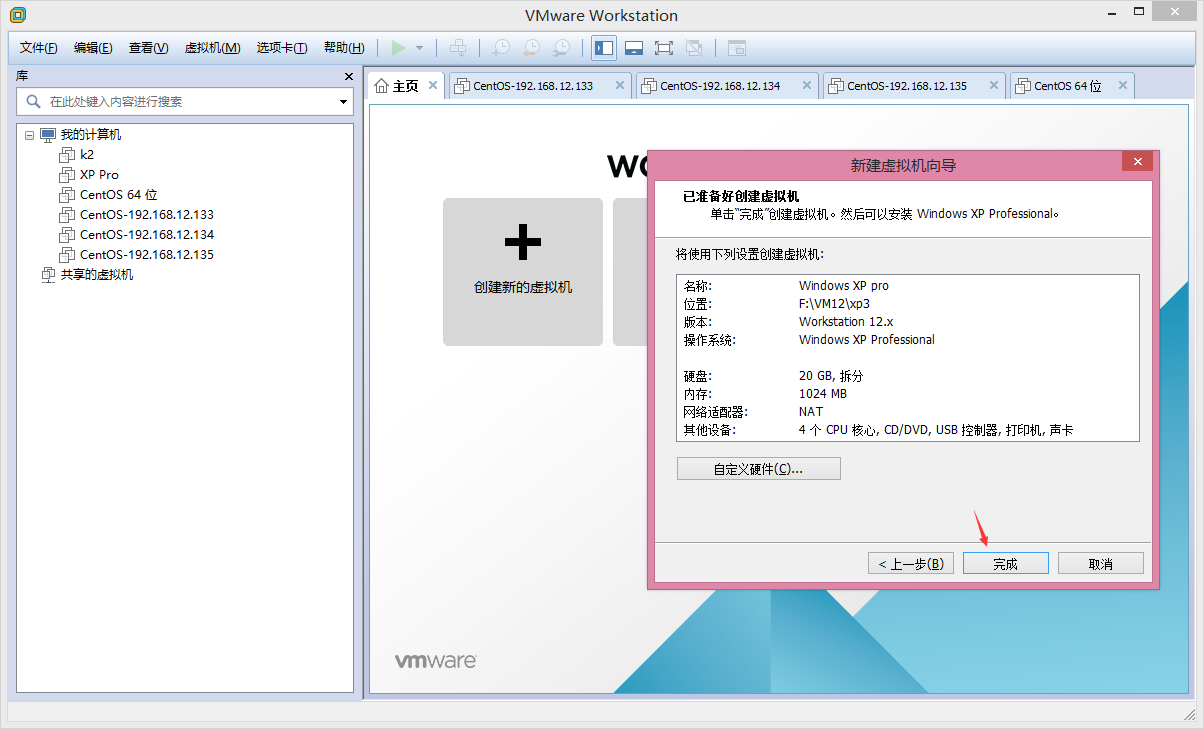 VMware Workstation
文件(F) 编辑(E) 查看(V) 虚拟机(M) 选项卡(T) 帮助(H)
库
在此处键入内容进行搜索
我的计算机
k2
XP Pro
CentOS 64 位
CentOS-192.168.12.133
CentOS-192.168.12.134
CentOS-192.168.12.135
共享的虚拟机
主页 CentOS-192.168.12.133 CentOS-192.168.12.134 CentOS-192.168.12.135 CentOS 64 位
创建新的虚拟机
vmware
新建虚拟机向导
已准备好创建虚拟机
单击“完成”创建虚拟机。然后可以安装 Windows XP Professional。
将使用下列设置创建虚拟机:
名称: Windows XP pro
位置: F:\VM12\xp3
版本: Workstation 12.x
操作系统: Windows XP Professional
硬盘: 20 GB, 拆分
内存: 1024 MB
网络适配器: NAT
其他设备: 4 个 CPU 核心, CD/DVD, USB 控制器, 打印机, 声卡
自定义硬件(C)...
< 上一步(B) 完成 取消